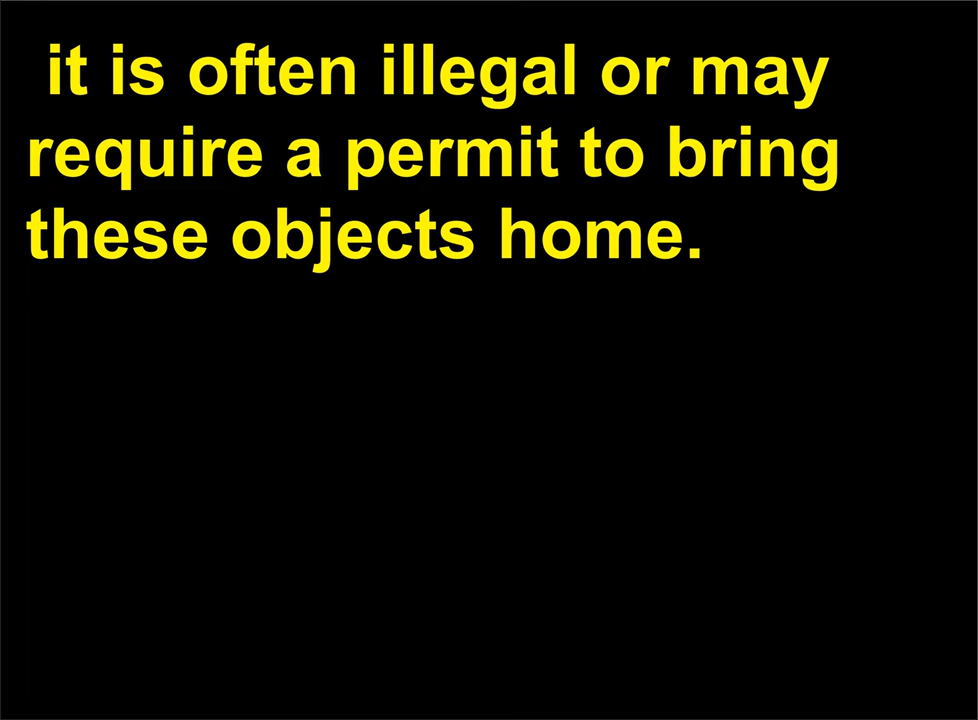 it is often illegal or may
require a permit to bring
these objects home.